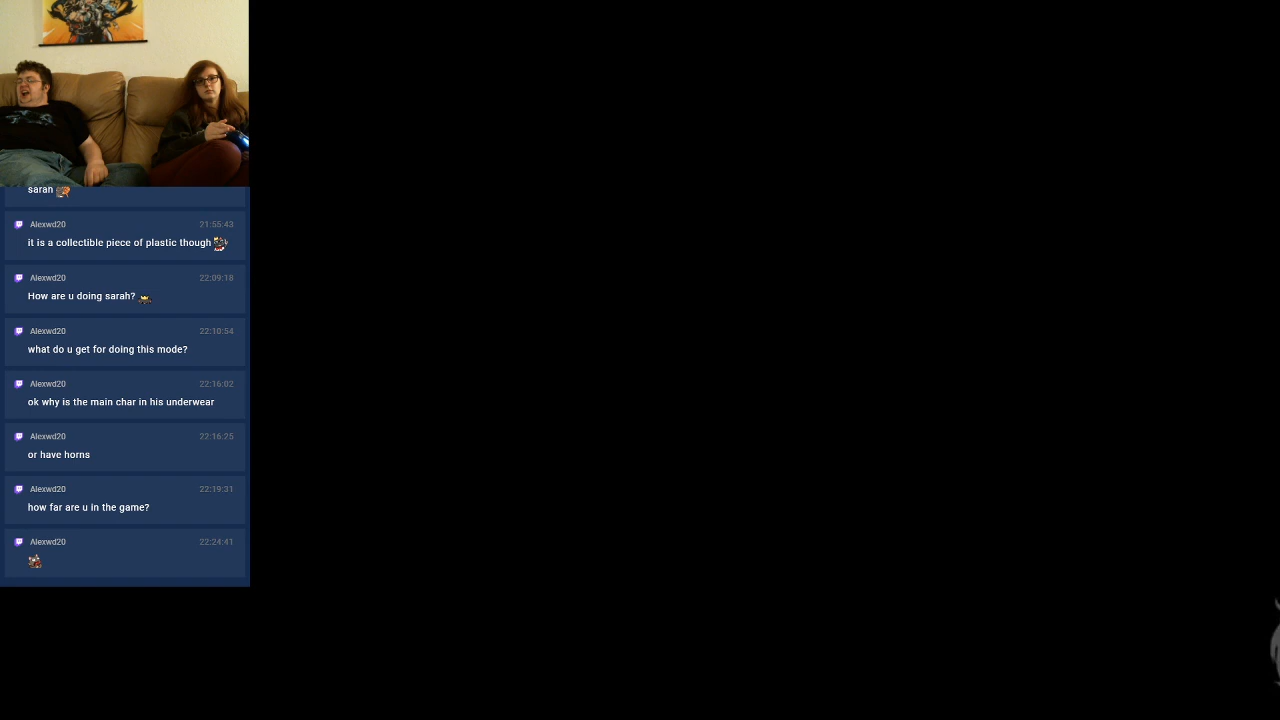 sarah
Alexwd20 21:55:43
it is a collectible piece of plastic though
Alexwd20 22:09:18
How are u doing sarah?
Alexwd20 22:10:54
what do u get for doing this mode?
Alexwd20 22:16:02
ok why is the main char in his underwear
Alexwd20 22:16:25
or have horns
Alexwd20 22:19:31
how far are u in the game?
Alexwd20 22:24:41